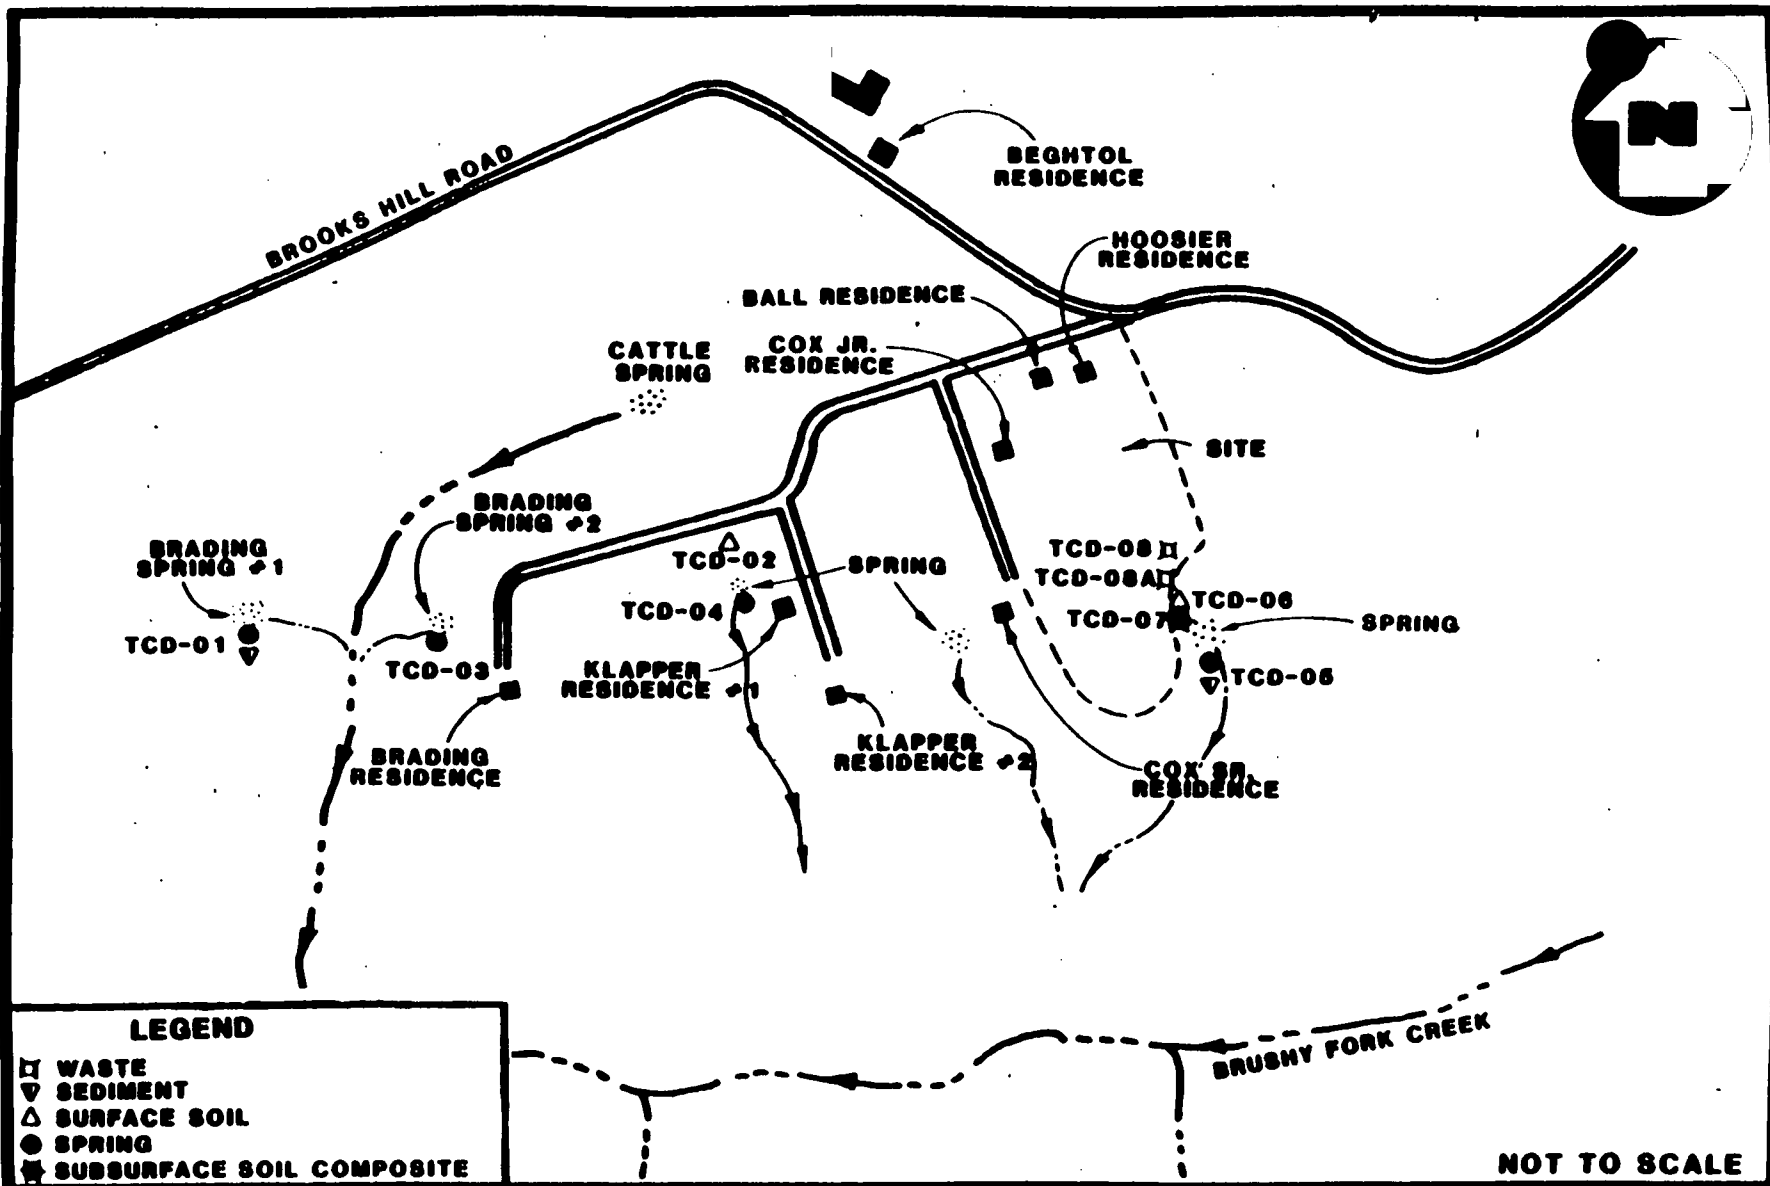 N
BEGHTOL
RESIDENCE
BROOKS HILL ROAD
HOOSIER
RESIDENCE
BALL RESIDENCE
COX JR.
RESIDENCE
CATTLE
SPRING
SITE
BRADING
SPRING #2
BRADING
SPRING #1
TCD-02
SPRING
TCD-08
TCD-08A
TCD-06
TCD-04
TCD-07
SPRING
TCD-01
TCD-03
KLAPPER
RESIDENCE #1
TCD-05
BRADING
RESIDENCE
KLAPPER
RESIDENCE #2
COX SR.
RESIDENCE
BRUSHY FORK CREEK
LEGEND
WASTE
SEDIMENT
SURFACE SOIL
SPRING
SUBSURFACE SOIL COMPOSITE
NOT TO SCALE